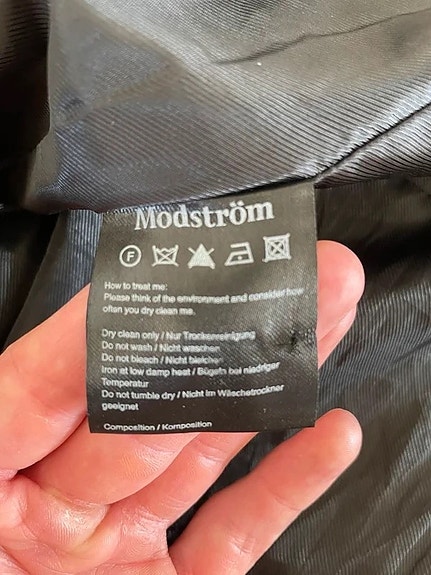 Modström
F
How to treat me:
Please think of the environment and consider how
often you dry clean me.
Dry clean only / Nur Trockenreinigung
Do not wash / Nicht waschen
Do not bleach / Nicht bleichen
Iron at low damp heat / Bügeln bei niedriger
Temperatur
Do not tumble dry / Nicht im Wäschetrockner
geeignet
Composition / Komposition